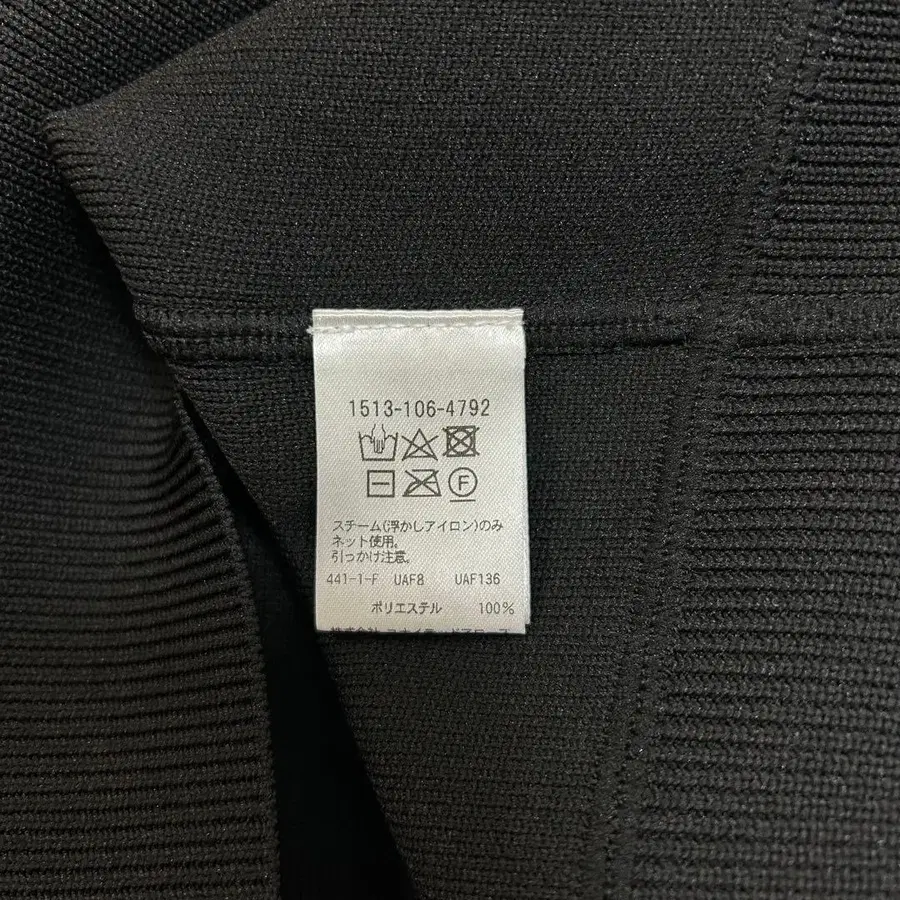 1513-106-4792
F
スチーム(浮かしアイロン)のみ
ネット使用。
引っかけ注意。
441-1-F UAF8 UAF136
ポリエステル 100%